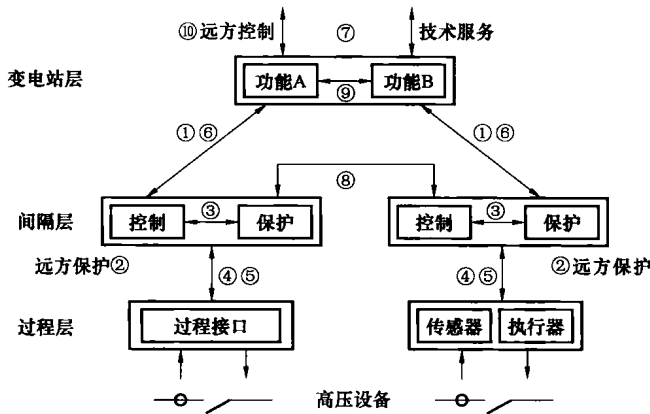 ⑩远方控制 ⑦ 技术服务
变电站层 功能A 功能B
⑨
①⑥ ①⑥
⑧
间隔层 控制 ③ 保护 控制 ③ 保护
远方保护② ④⑤ ④⑤ ②远方保护
过程层 过程接口 传感器 执行器
高压设备